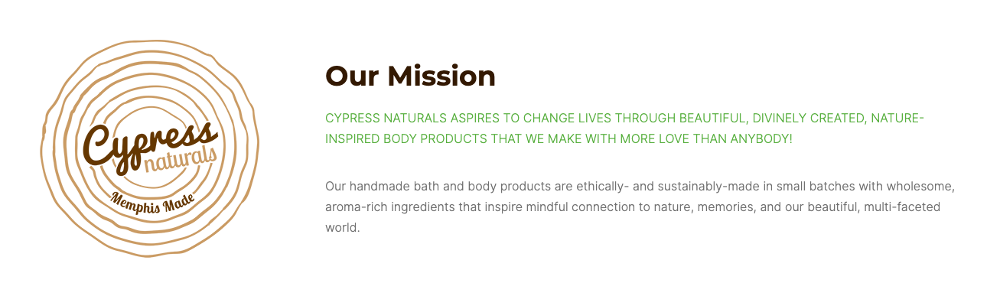 Cypress
naturals
Memphis Made
Our Mission
CYPRESS NATURALS ASPIRES TO CHANGE LIVES THROUGH BEAUTIFUL, DIVINELY CREATED, NATURE-
INSPIRED BODY PRODUCTS THAT WE MAKE WITH MORE LOVE THAN ANYBODY!
Our handmade bath and body products are ethically- and sustainably-made in small batches with wholesome,
aroma-rich ingredients that inspire mindful connection to nature, memories, and our beautiful, multi-faceted
world.